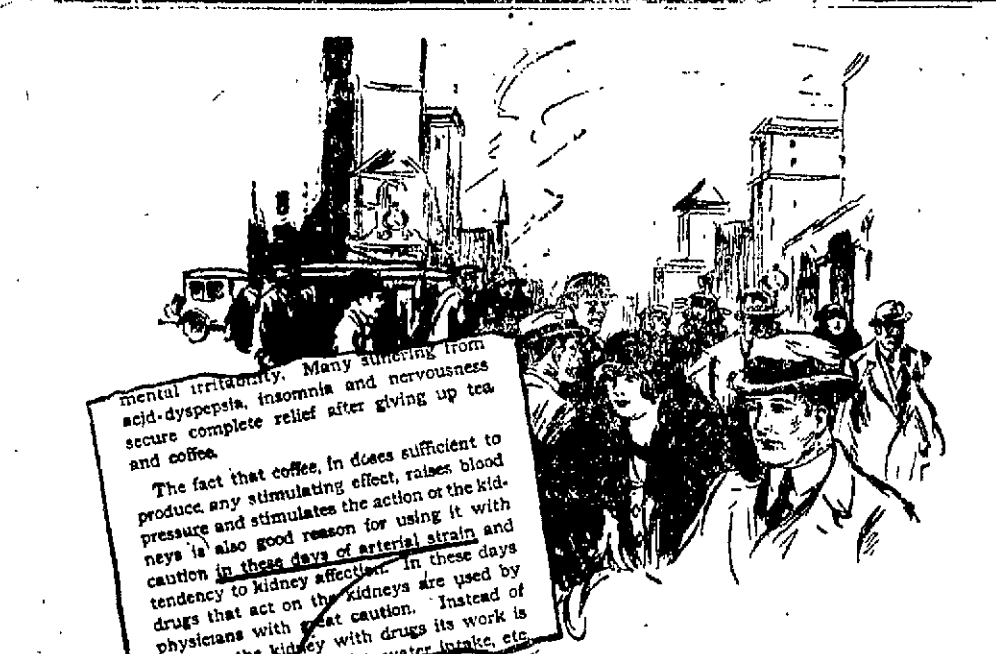 mental irritability. Many suffering from
acid-dyspepsia, insomnia and nervousness
secure complete relief after giving up tea
and coffee.
The fact that coffee, in doses sufficient to
produce any stimulating effect, raises blood
pressure and stimulates the action of the kid-
neys is also good reason for using it with
caution in these days of arterial strain and
tendency to kidney affection. In these days
drugs that act on the kidneys are used by
physicians with great caution. Instead of
the kidney with drugs its work is
water intake, etc